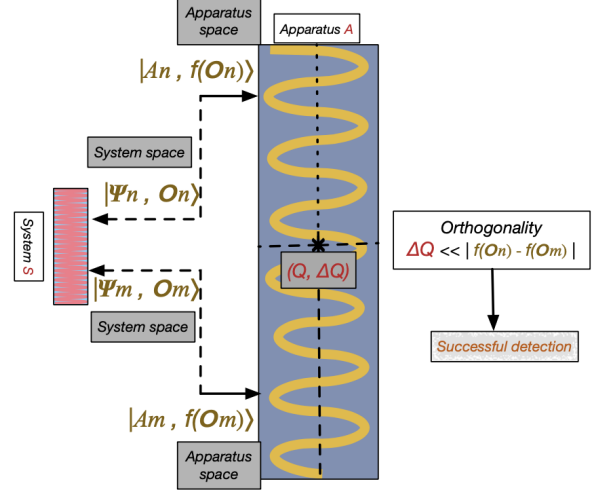 Apparatus
space
Apparatus A
|An , f(On)⟩
System space
|Ψn , On⟩
System S
Orthogonality
ΔQ << | f(On) - f(Om) |
(Q, ΔQ)
|Ψm , Om⟩
System space
Successful detection
|Am , f(Om)⟩
Apparatus
space